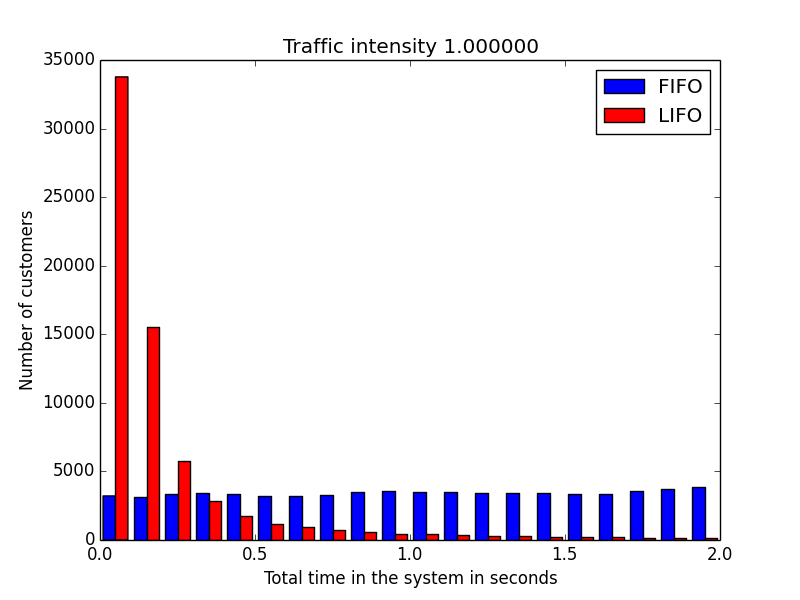 Traffic intensity 1.000000
35000
30000
25000
20000
15000
10000
5000
0
Number of customers
FIFO
LIFO
0.0 0.5 1.0 1.5 2.0
Total time in the system in seconds